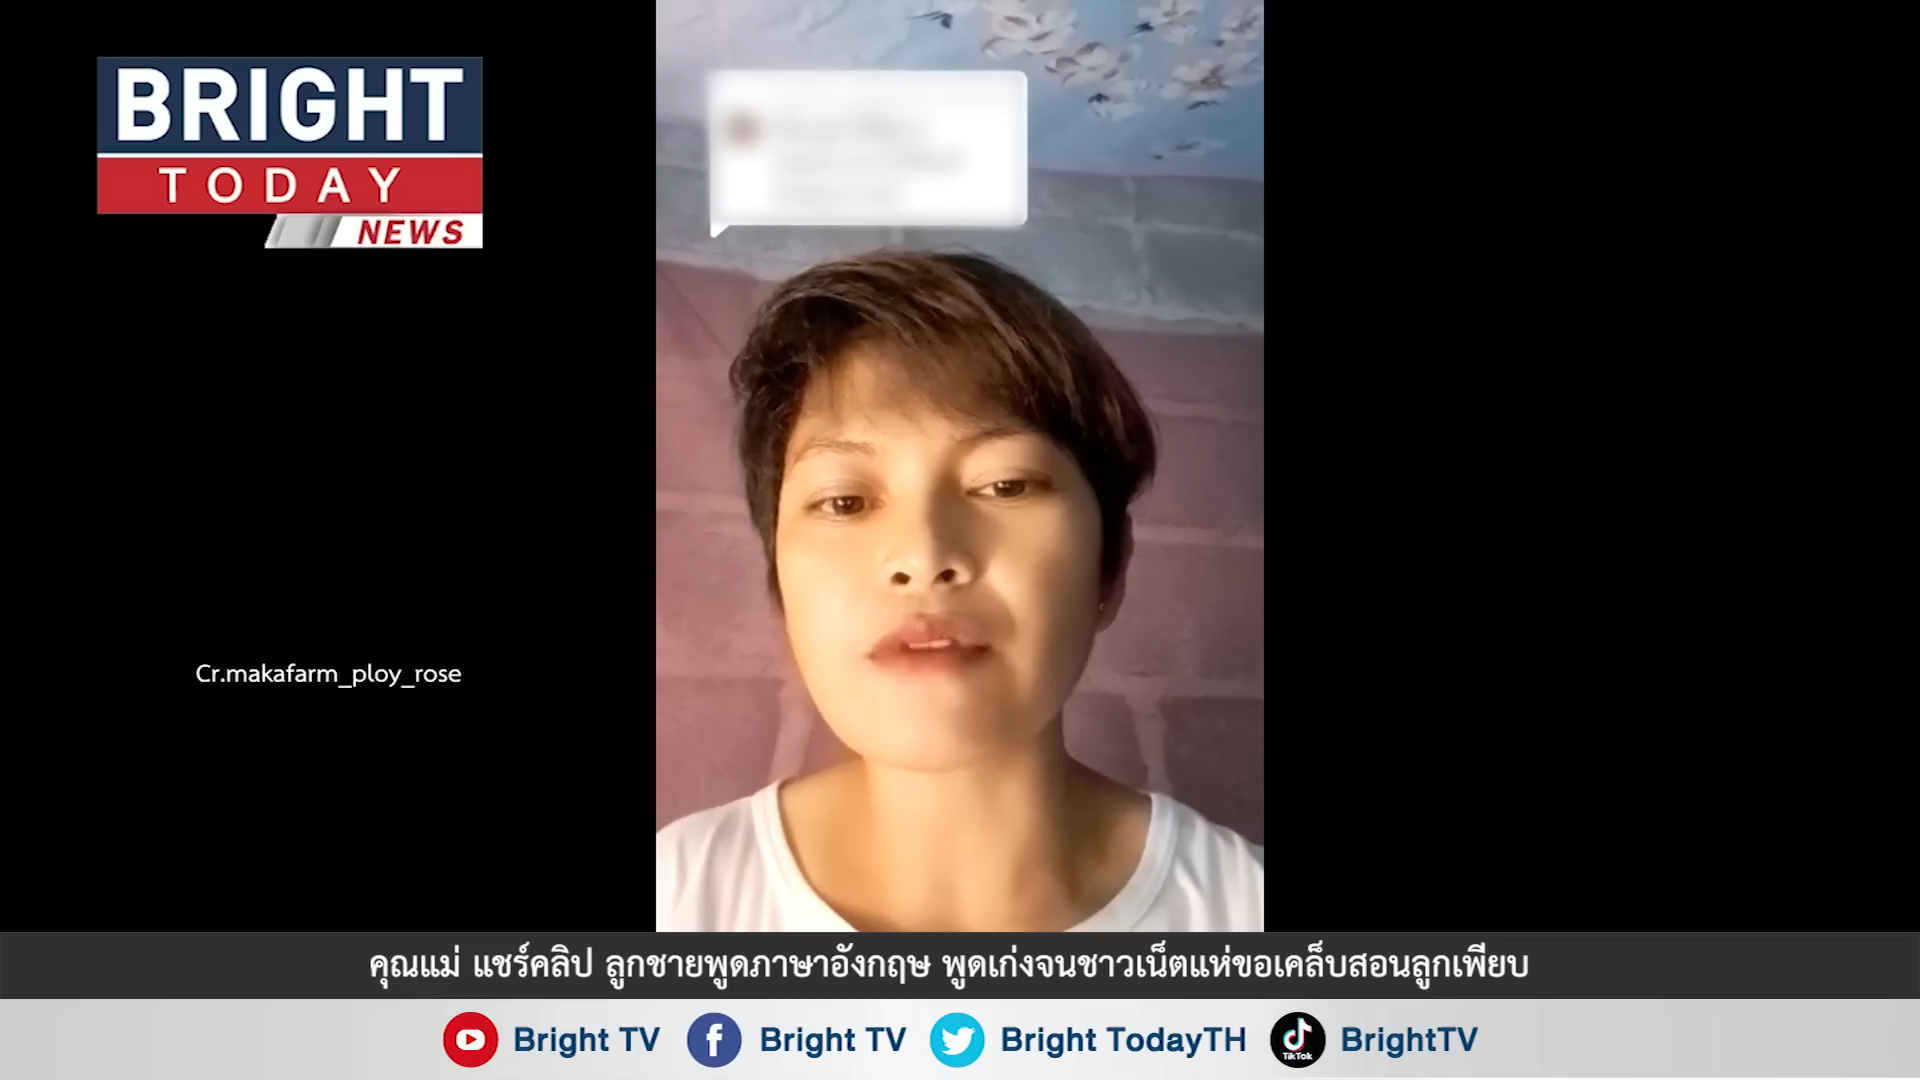 BRIGHT
TODAY
NEWS
Cr.makafarm_ploy_rose
คุณแม่ แชร์คลิป ลูกชายพูดภาษาอังกฤษ พูดเก่งจนชาวเน็ตแห่ขอเคล็บสอนลูกเพียบ
Bright TV Bright TV Bright TodayTH TikTok BrightTV